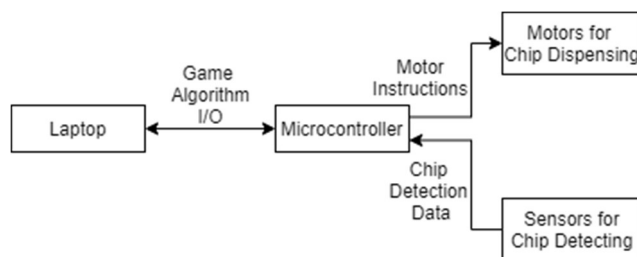 Motors for
Chip Dispensing
Game
Algorithm
I/O
Motor
Instructions
Laptop
Microcontroller
Chip
Detection
Data
Sensors for
Chip Detecting